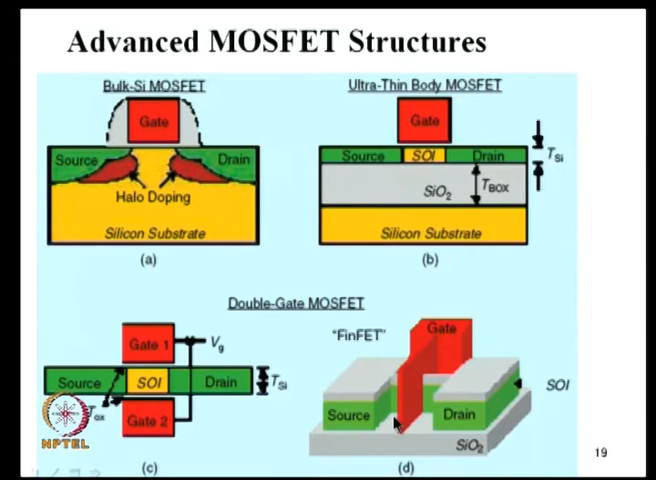 Advanced MOSFET Structures
Bulk-Si MOSFET
Gate
Source
Drain
Halo Doping
Silicon Substrate
(a)
Ultra-Thin Body MOSFET
Gate
Source
SOI
Drain
TSi
SiO2
TBOX
Silicon Substrate
(b)
Double-Gate MOSFET
Gate 1
Vg
Source
SOI
Drain
TSi
Tox
Gate 2
(c)
"FinFET"
Gate
SOI
Source
Drain
SiO2
(d)
NPTEL
19